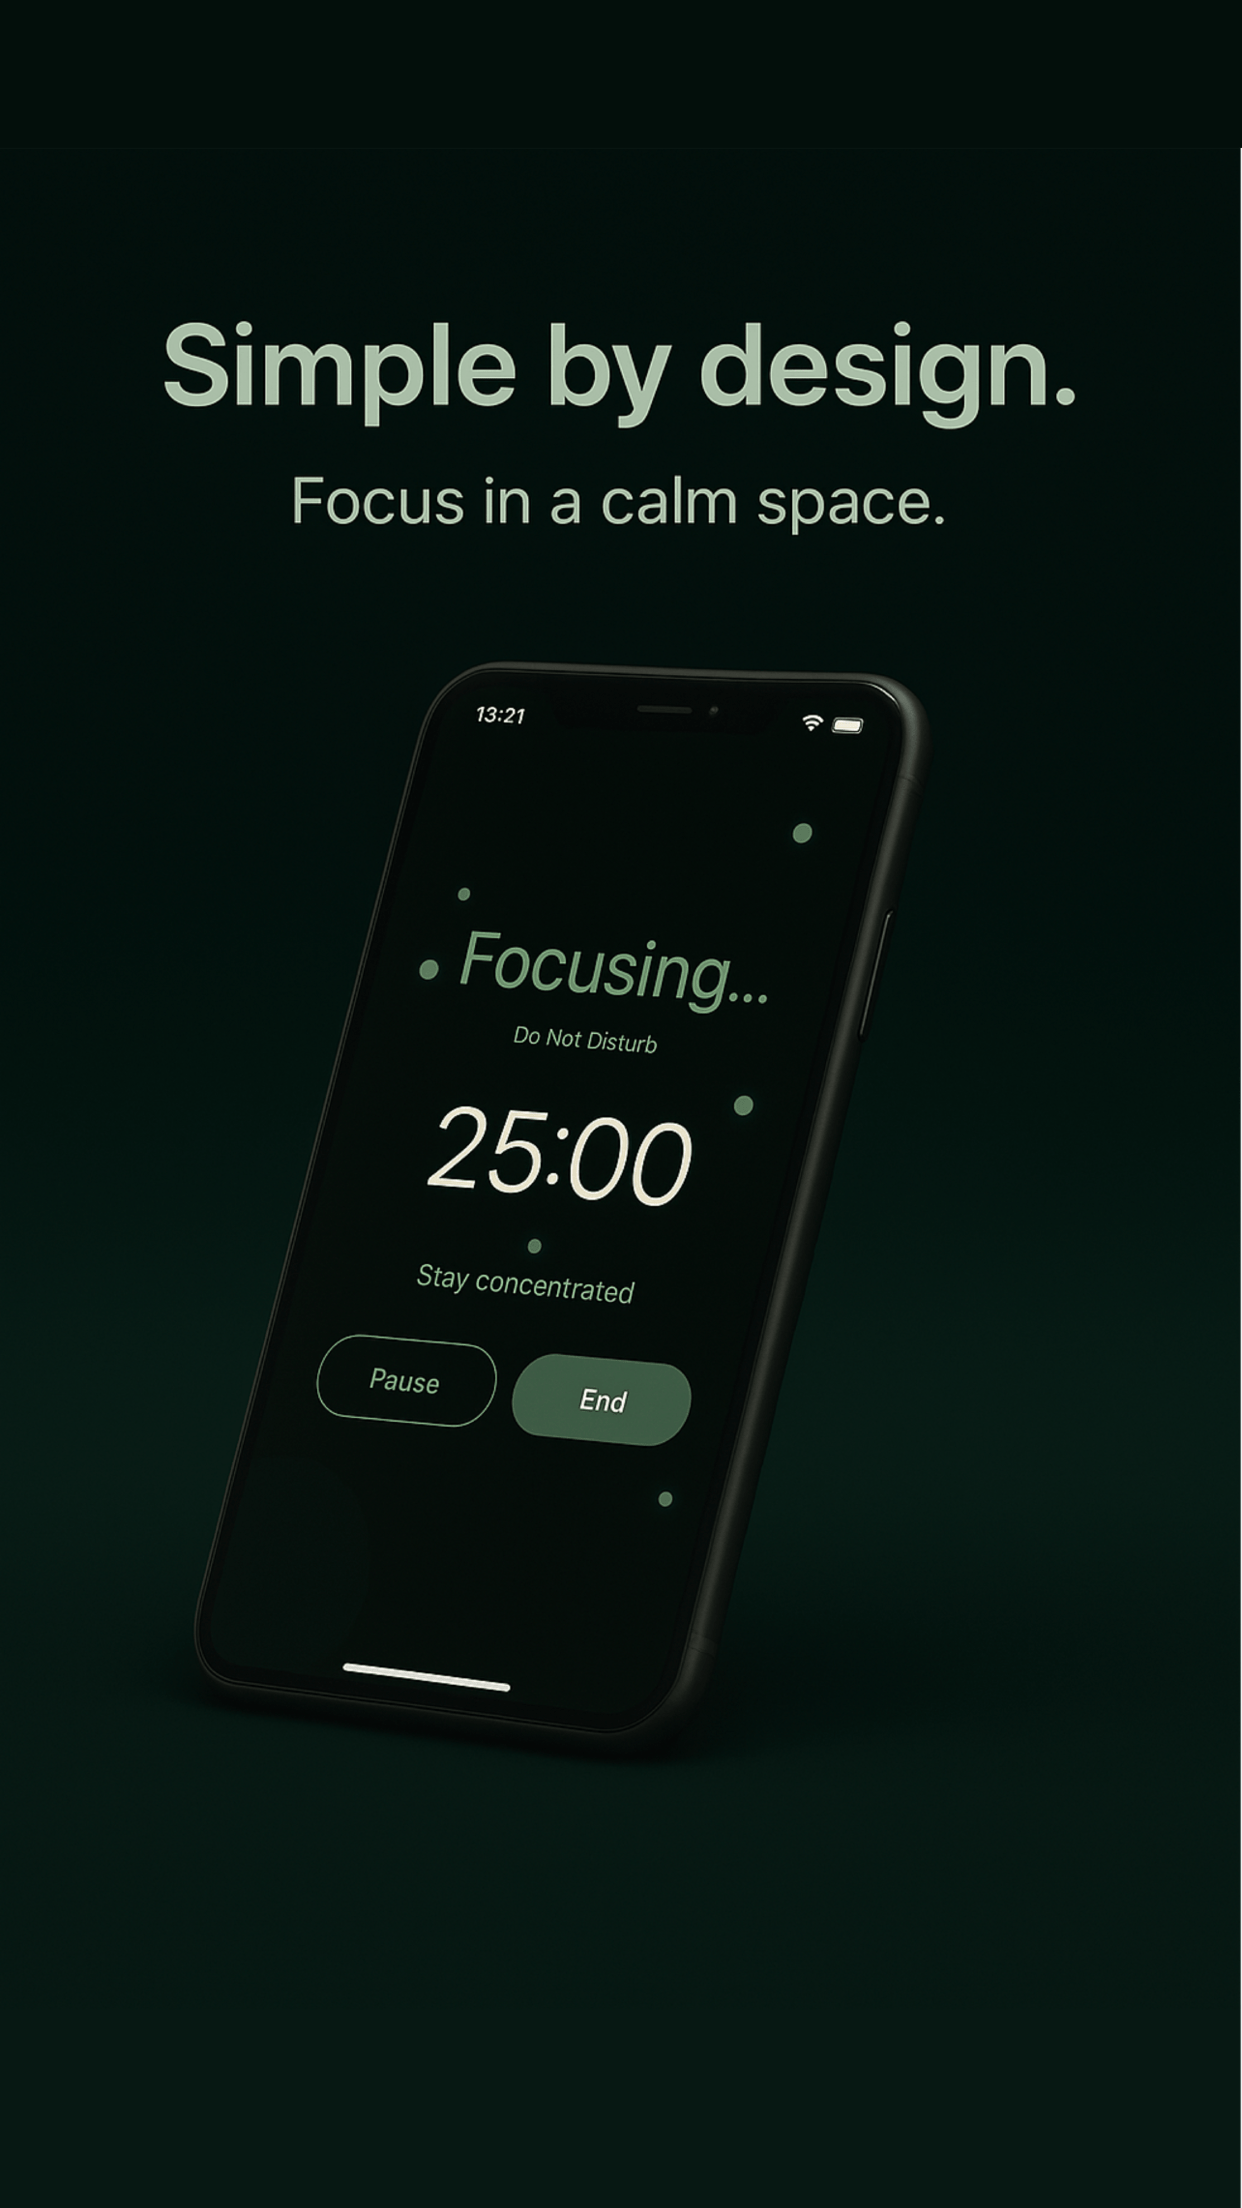 Simple by design.
Focus in a calm space.
13:21
Focusing...
Do Not Disturb
25:00
Stay concentrated
Pause
End